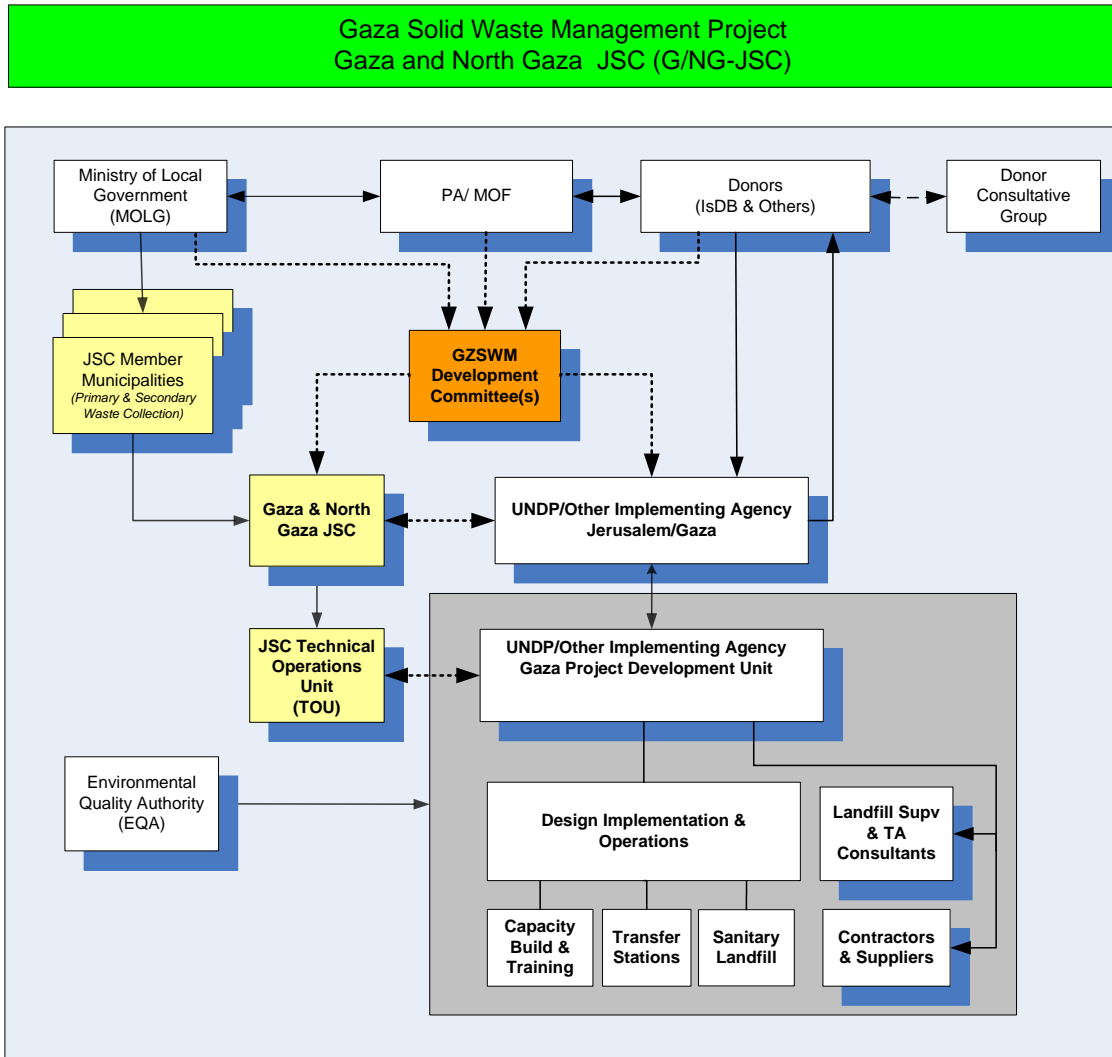 Gaza Solid Waste Management Project
Gaza and North Gaza JSC (G/NG-JSC)
Ministry of Local
Government
(MOLG)
PA/ MOF
Donors
(IsDB & Others)
Donor
Consultative
Group
JSC Member
Municipalities
(Primary & Secondary
Waste Collection)
GZSWM
Development
Committee(s)
Gaza & North
Gaza JSC
UNDP/Other Implementing Agency
Jerusalem/Gaza
JSC Technical
Operations
Unit
(TOU)
UNDP/Other Implementing Agency
Gaza Project Development Unit
Environmental
Quality Authority
(EQA)
Design Implementation &
Operations
Landfill Supv
& TA
Consultants
Capacity
Build &
Training
Transfer
Stations
Sanitary
Landfill
Contractors
& Suppliers